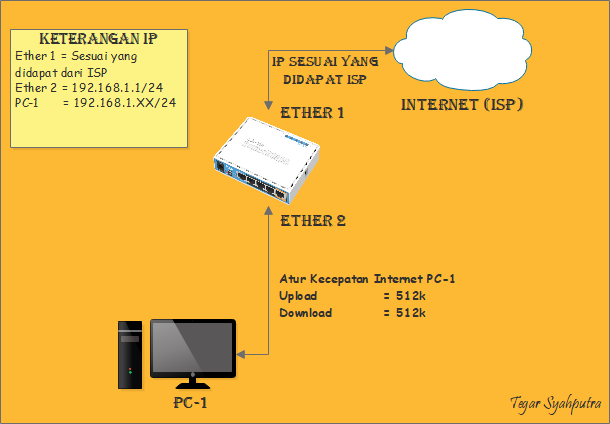 KETERANGAN IP
Ether 1 = Sesuai yang
didapat dari ISP
Ether 2 = 192.168.1.1/24
PC-1 = 192.168.1.XX/24
IP SESUAI YANG
DIDAPAT ISP
INTERNET (ISP)
ETHER 1
ETHER 2
Atur Kecepatan Internet PC-1
Upload = 512k
Download = 512k
PC-1
Tegar Syahputra